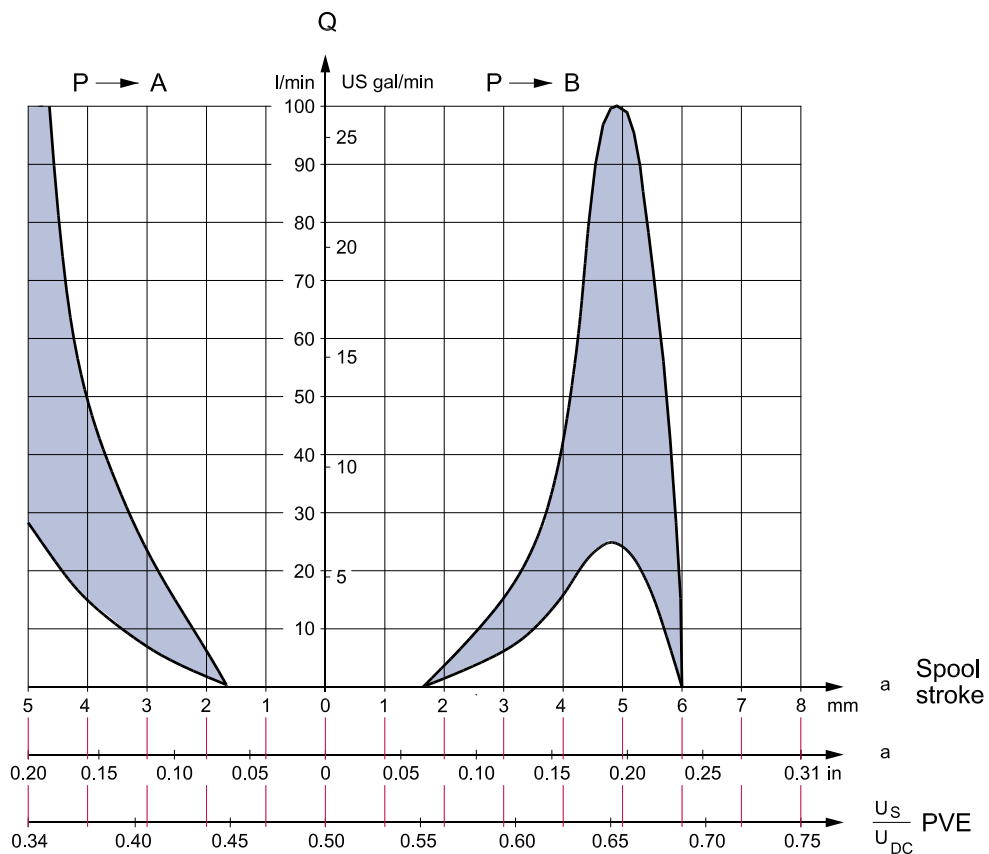 Q
P A l/min US gal/min P B
100
25
90
80
20
70
60
15
50
40
10
30
20
5
10
a Spool stroke
5 4 3 2 1 0 1 2 3 4 5 6 7 8 mm
a
0.20 0.15 0.10 0.05 0 0.05 0.10 0.15 0.20 0.25 0.31 in
U_S / U_DC PVE
0.34 0.40 0.45 0.50 0.55 0.60 0.65 0.70 0.75